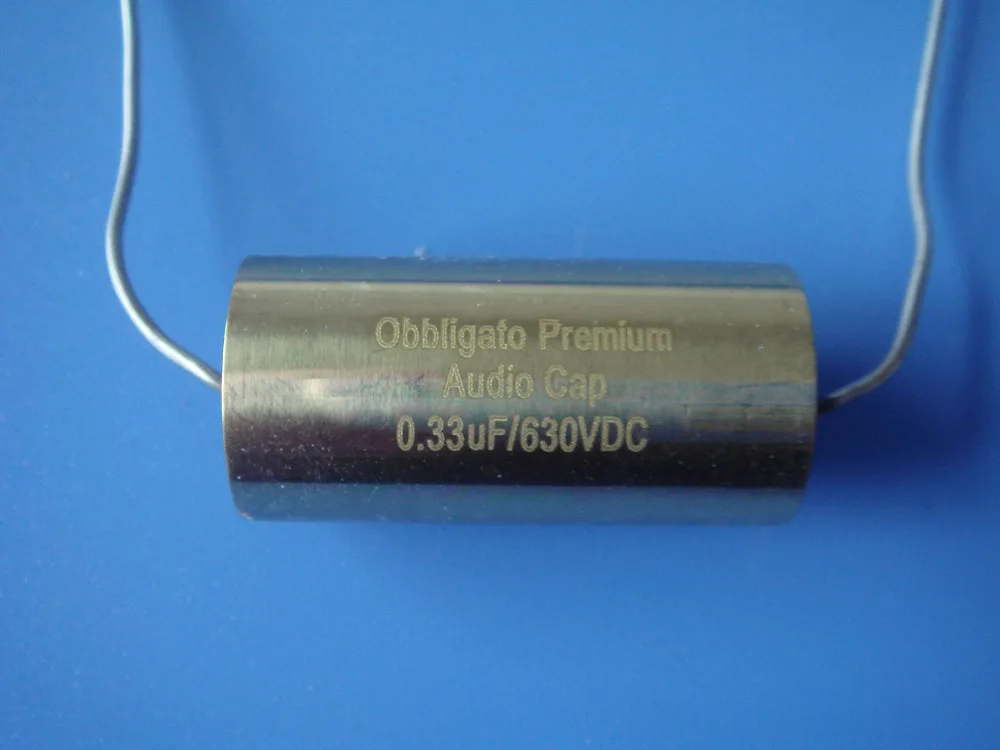 Obbligato Premium
Audio Cap
0.33uF/630VDC